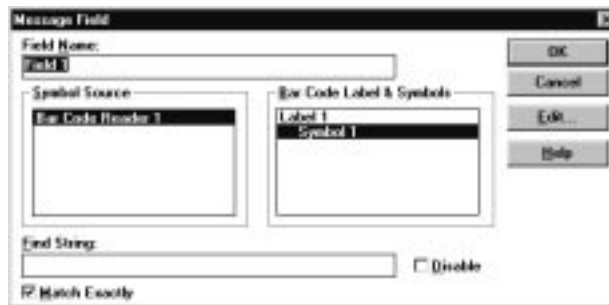 Message Field
Field Name:
Field 1
OK
Cancel
Edit...
Help
Symbol Source
Bar Code Reader 1
Bar Code Label & Symbols
Label 1
Symbol 1
Find String:
Disable
Match Exactly